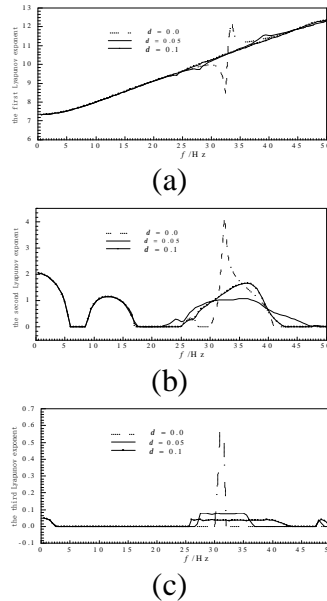 the first Lyapunov exponent
13
12
11
10
9
8
7
6
d = 0.0
d = 0.05
d = 0.1
0 5 10 15 20 25 30 35 40 45 50
f /Hz
(a)
the second Lyapunov exponent
4
3
2
1
0
d = 0.0
d = 0.05
d = 0.1
0 5 10 15 20 25 30 35 40 45 50
f /Hz
(b)
the third Lyapunov exponent
0.7
0.6
0.5
0.4
0.3
0.2
0.1
0.0
-0.1
d = 0.0
d = 0.05
d = 0.1
0 5 10 15 20 25 30 35 40 45 50
f /Hz
(c)